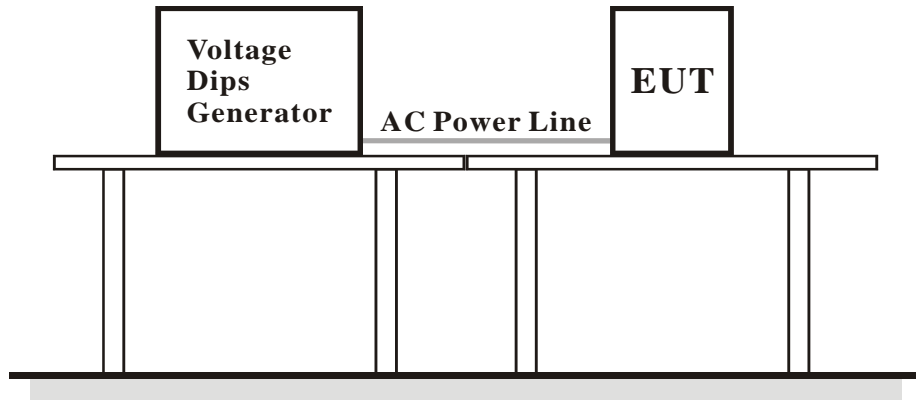 Voltage
Dips
Generator
EUT
AC Power Line